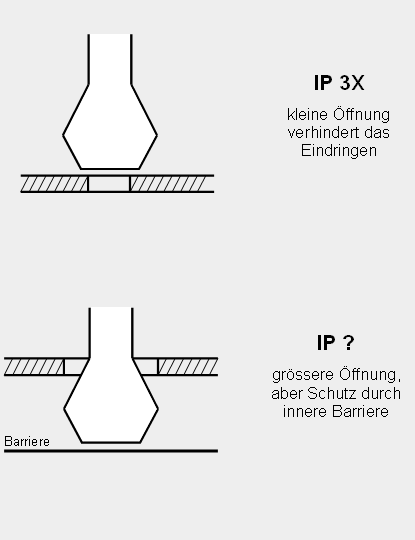 IP 3X
kleine Öffnung
verhindert das
Eindringen
IP ?
grössere Öffnung,
aber Schutz durch
innere Barriere
Barriere